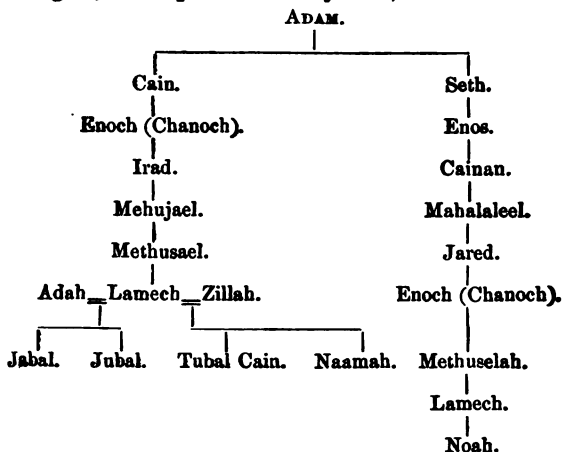 ADAM.
Cain. Seth.
Enoch (Chanoch). Enos.
Irad. Cainan.
Mehujael. Mahalaleel.
Methusael. Jared.
Adah Lamech Zillah. Enoch (Chanoch).
Jabal. Jubal. Tubal Cain. Naamah. Methuselah.
Lamech.
Noah.